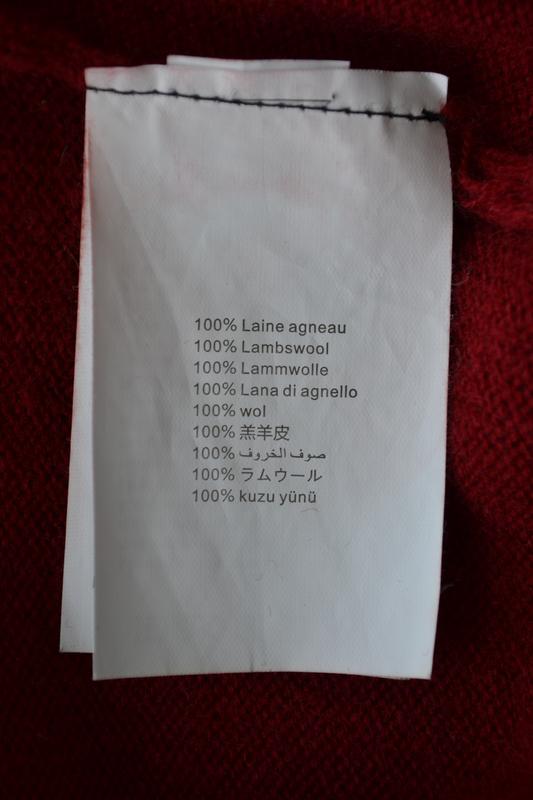 100% Laine agneau
100% Lambswool
100% Lammwolle
100% Lana di agnello
100% wol
100% 羔羊皮
100% صوف الخروف
100% ラムウール
100% kuzu yünü